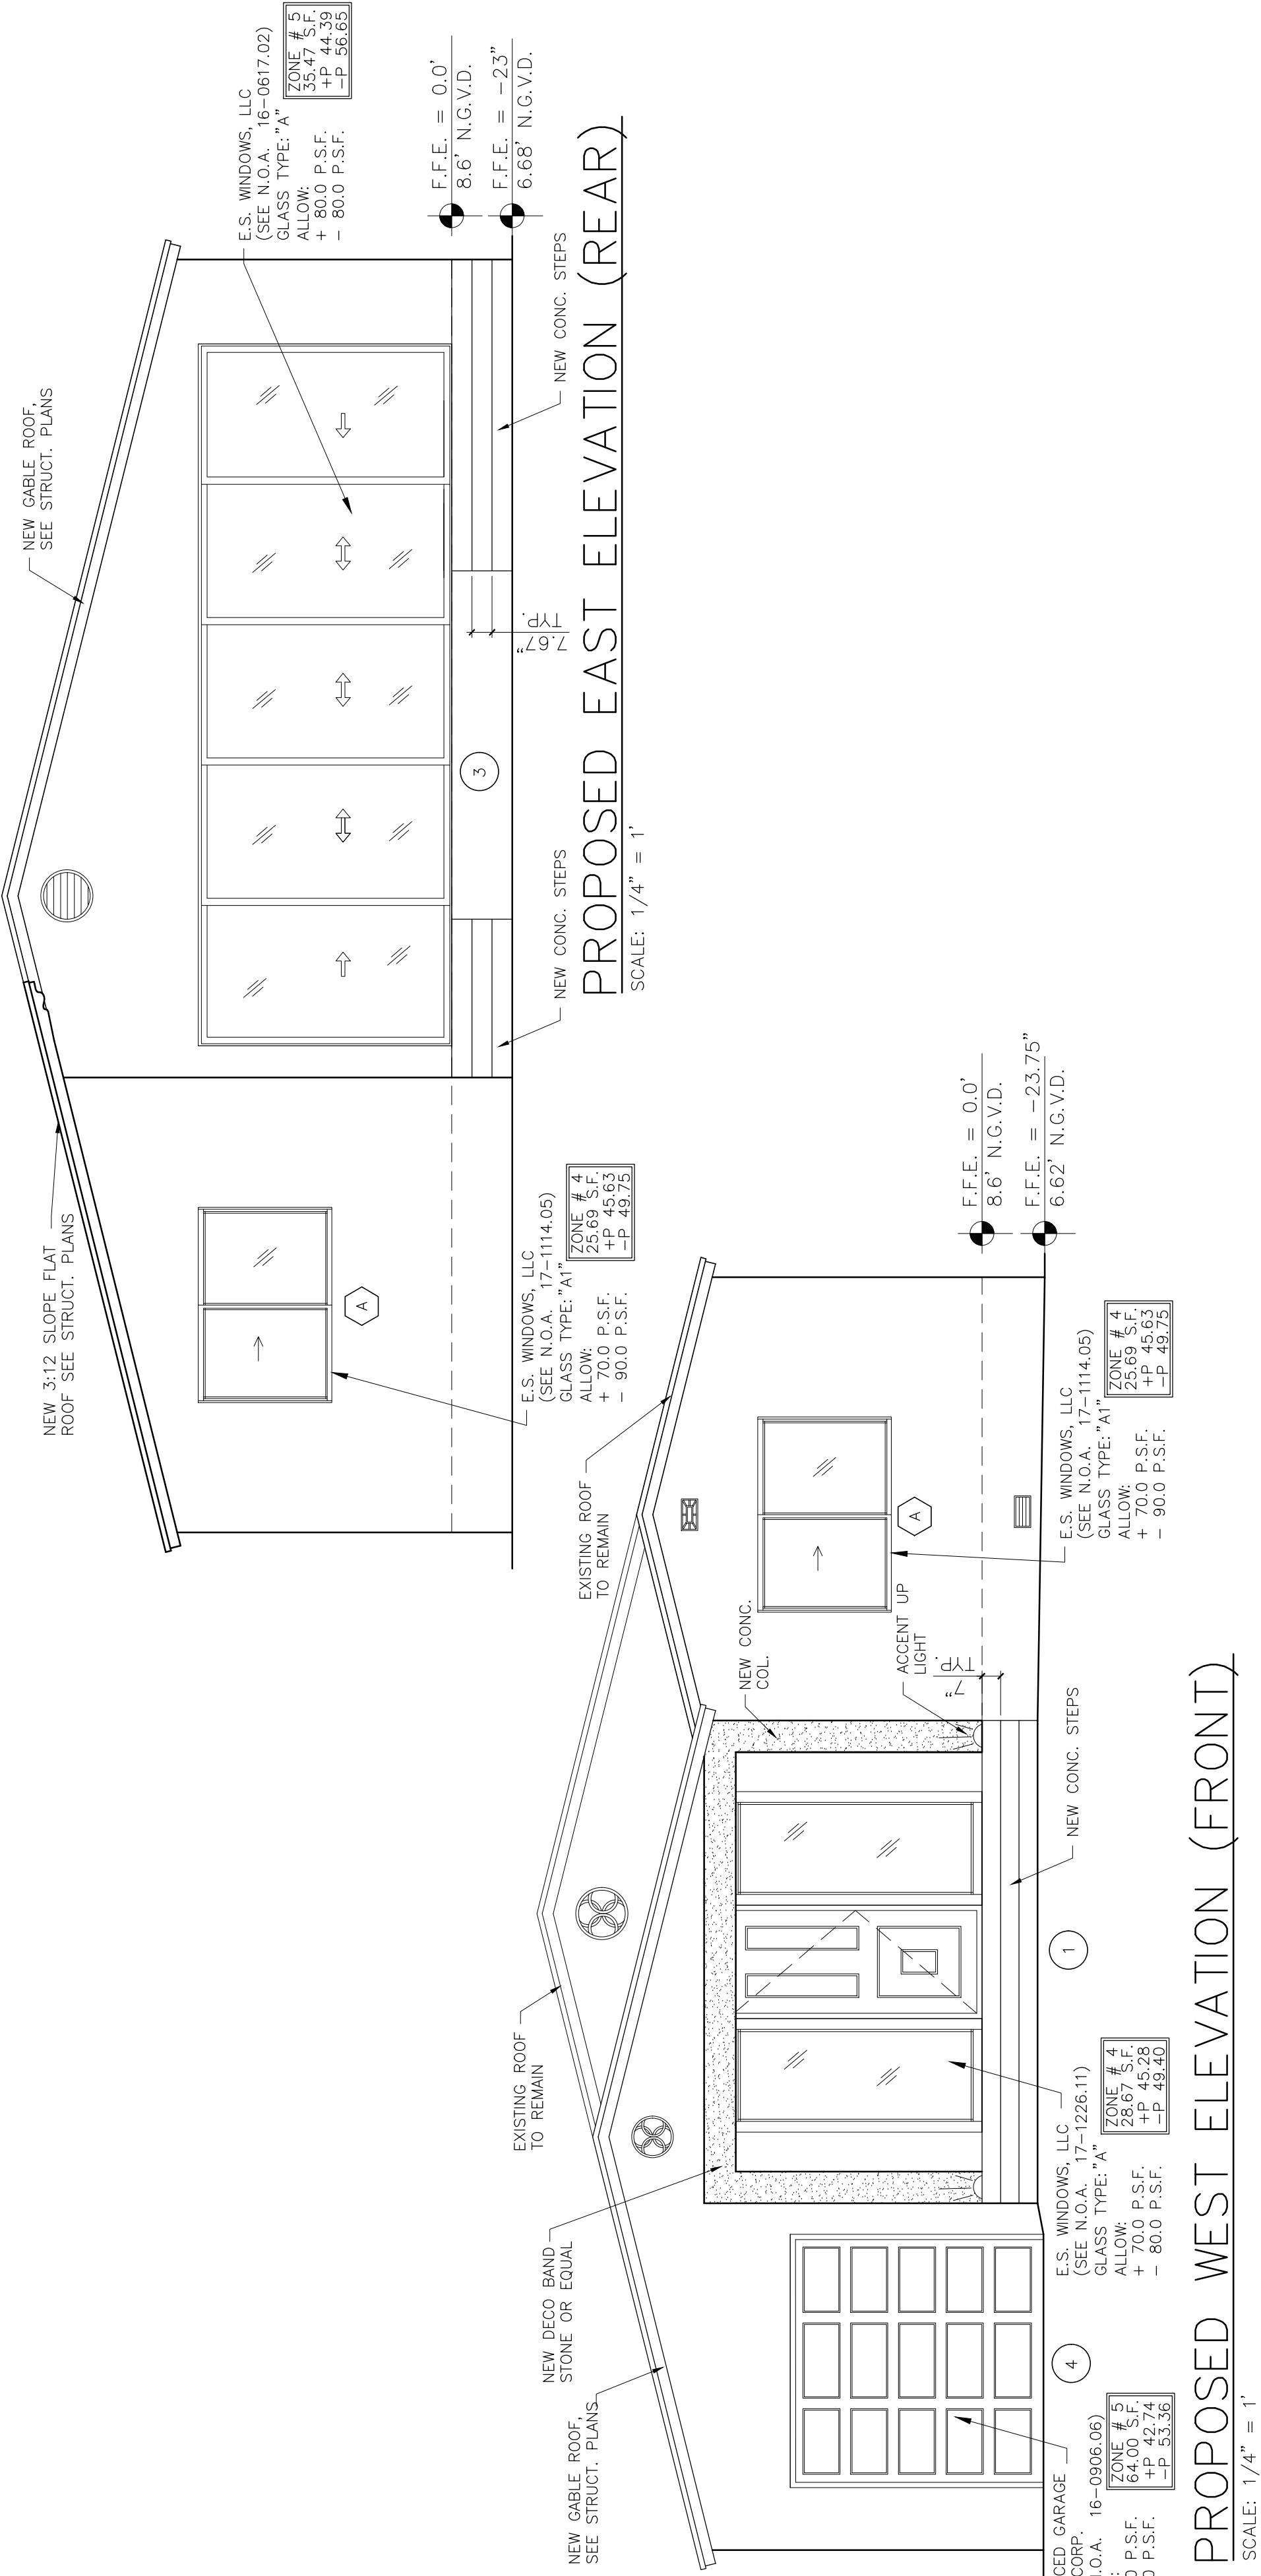 NEW GABLE ROOF,
SEE STRUCT. PLANS
NEW 3:12 SLOPE FLAT
ROOF SEE STRUCT. PLANS
E.S. WINDOWS, LLC
(SEE N.O.A. 16-0617.02)
GLASS TYPE:"A"
ALLOW:
+ 80.0 P.S.F.
- 80.0 P.S.F.
ZONE # 5
35.47 S.F.
+P 44.39
-P 56.65
F.F.E. = 0.0'
8.6' N.G.V.D.
F.F.E. = -23"
6.68' N.G.V.D.
A
E.S. WINDOWS, LLC
(SEE N.O.A. 17-1114.05)
GLASS TYPE:"A1"
ALLOW:
+ 70.0 P.S.F.
- 90.0 P.S.F.
ZONE # 4
25.69 S.F.
+P 45.63
-P 49.75
3
7.67"
TYP.
NEW CONC. STEPS
NEW CONC. STEPS
PROPOSED EAST ELEVATION (REAR)
SCALE: 1/4" = 1'
NEW GABLE ROOF,
SEE STRUCT. PLANS
NEW DECO BAND
STONE OR EQUAL
EXISTING ROOF
TO REMAIN
EXISTING ROOF
TO REMAIN
NEW CONC.
COL.
ACCENT UP
LIGHT
7"
TYP.
A
F.F.E. = 0.0'
8.6' N.G.V.D.
F.F.E. = -23.75"
6.62' N.G.V.D.
CED GARAGE
CORP.
.O.A. 16-0906.06)
:
0 P.S.F.
0 P.S.F.
ZONE # 5
64.00 S.F.
+P 42.74
-P 53.36
4
E.S. WINDOWS, LLC
(SEE N.O.A. 17-1226.11)
GLASS TYPE:"A"
ALLOW:
+ 70.0 P.S.F.
- 80.0 P.S.F.
ZONE # 4
28.67 S.F.
+P 45.28
-P 49.40
1
NEW CONC. STEPS
E.S. WINDOWS, LLC
(SEE N.O.A. 17-1114.05)
GLASS TYPE:"A1"
ALLOW:
+ 70.0 P.S.F.
- 90.0 P.S.F.
ZONE # 4
25.69 S.F.
+P 45.63
-P 49.75
PROPOSED WEST ELEVATION (FRONT)
SCALE: 1/4" = 1'